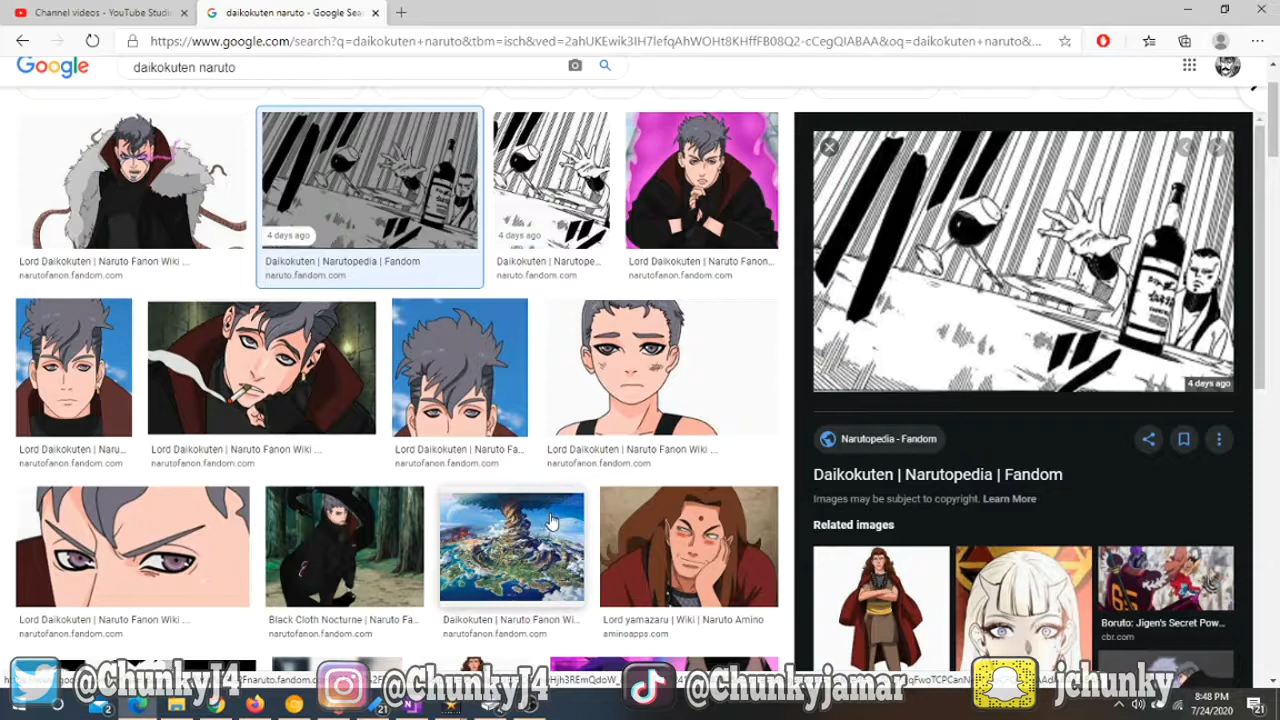 Channel videos - YouTube Studio
daikokuten naruto - Google Sea
https://www.google.com/search?q=daikokuten+naruto&tbm=isch&ved=2ahUKEwik3IH7lefqAhWOHt8KHffFB08Q2-cCegQIABAA&oq=daikokuten+naruto&...
Google
daikokuten naruto
4 days ago
4 days ago
Lord Daikokuten | Naruto Fanon Wiki ...
narutofanon.fandom.com
Daikokuten | Narutopedia | Fandom
naruto.fandom.com
Daikokuten | Narutope...
naruto.fandom.com
Lord Daikokuten | Naruto Fanon...
narutofanon.fandom.com
4 days ago
Lord Daikokuten | Naru...
narutofanon.fandom.com
Lord Daikokuten | Naruto Fanon Wiki ...
narutofanon.fandom.com
Lord Daikokuten | Naruto Fa...
narutofanon.fandom.com
Lord Daikokuten | Naruto Fanon Wiki ...
narutofanon.fandom.com
Narutopedia - Fandom
Daikokuten | Narutopedia | Fandom
Images may be subject to copyright. Learn More
Related images
Lord Daikokuten | Naruto Fanon Wiki ...
narutofanon.fandom.com
Black Cloth Nocturne | Naruto Fa...
narutofanon.fandom.com
Daikokuten | Naruto Fanon Wi...
narutofanon.fandom.com
Lord yamazaru | Wiki | Naruto Amino
aminoapps.com
Boruto: Jigen's Secret Pow...
cbr.com
@ChunkyJ4
@ChunkyJ4
@Chunkyjamar
jchunky
8:48 PM
7/24/2020